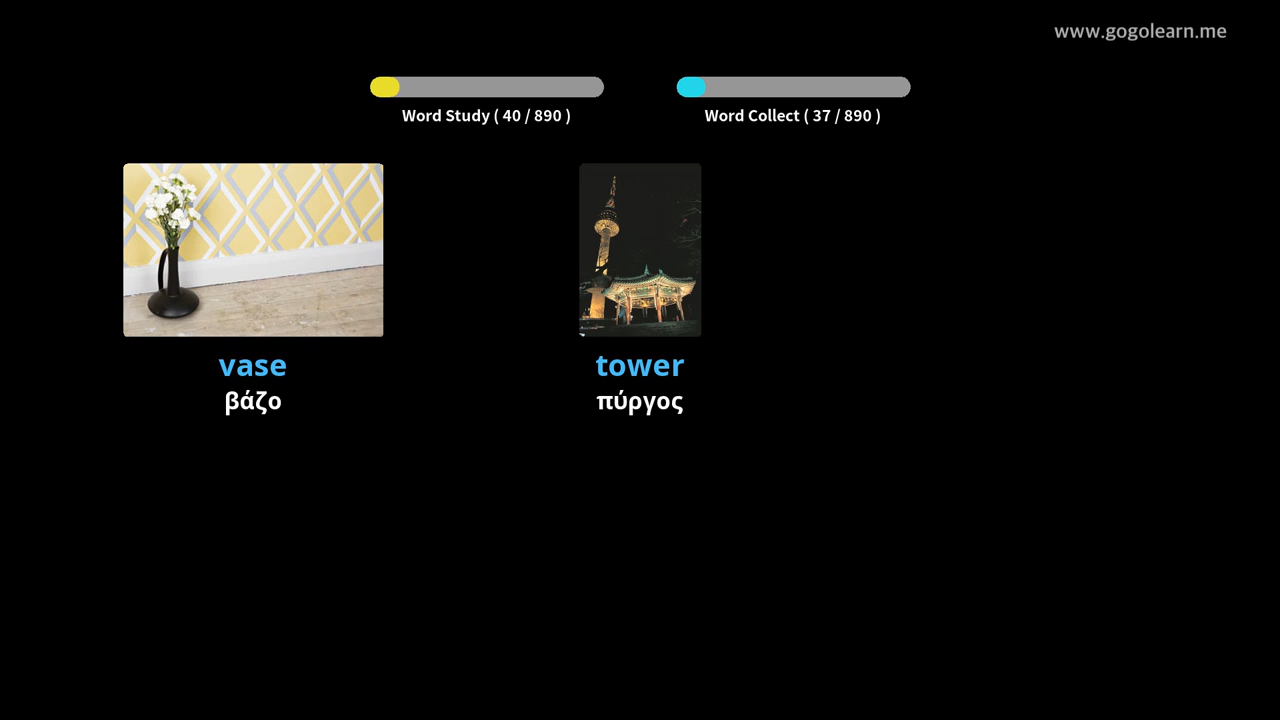 www.gogolearn.me
Word Study ( 40 / 890 )
Word Collect ( 37 / 890 )
vase
βάζο
tower
πύργος